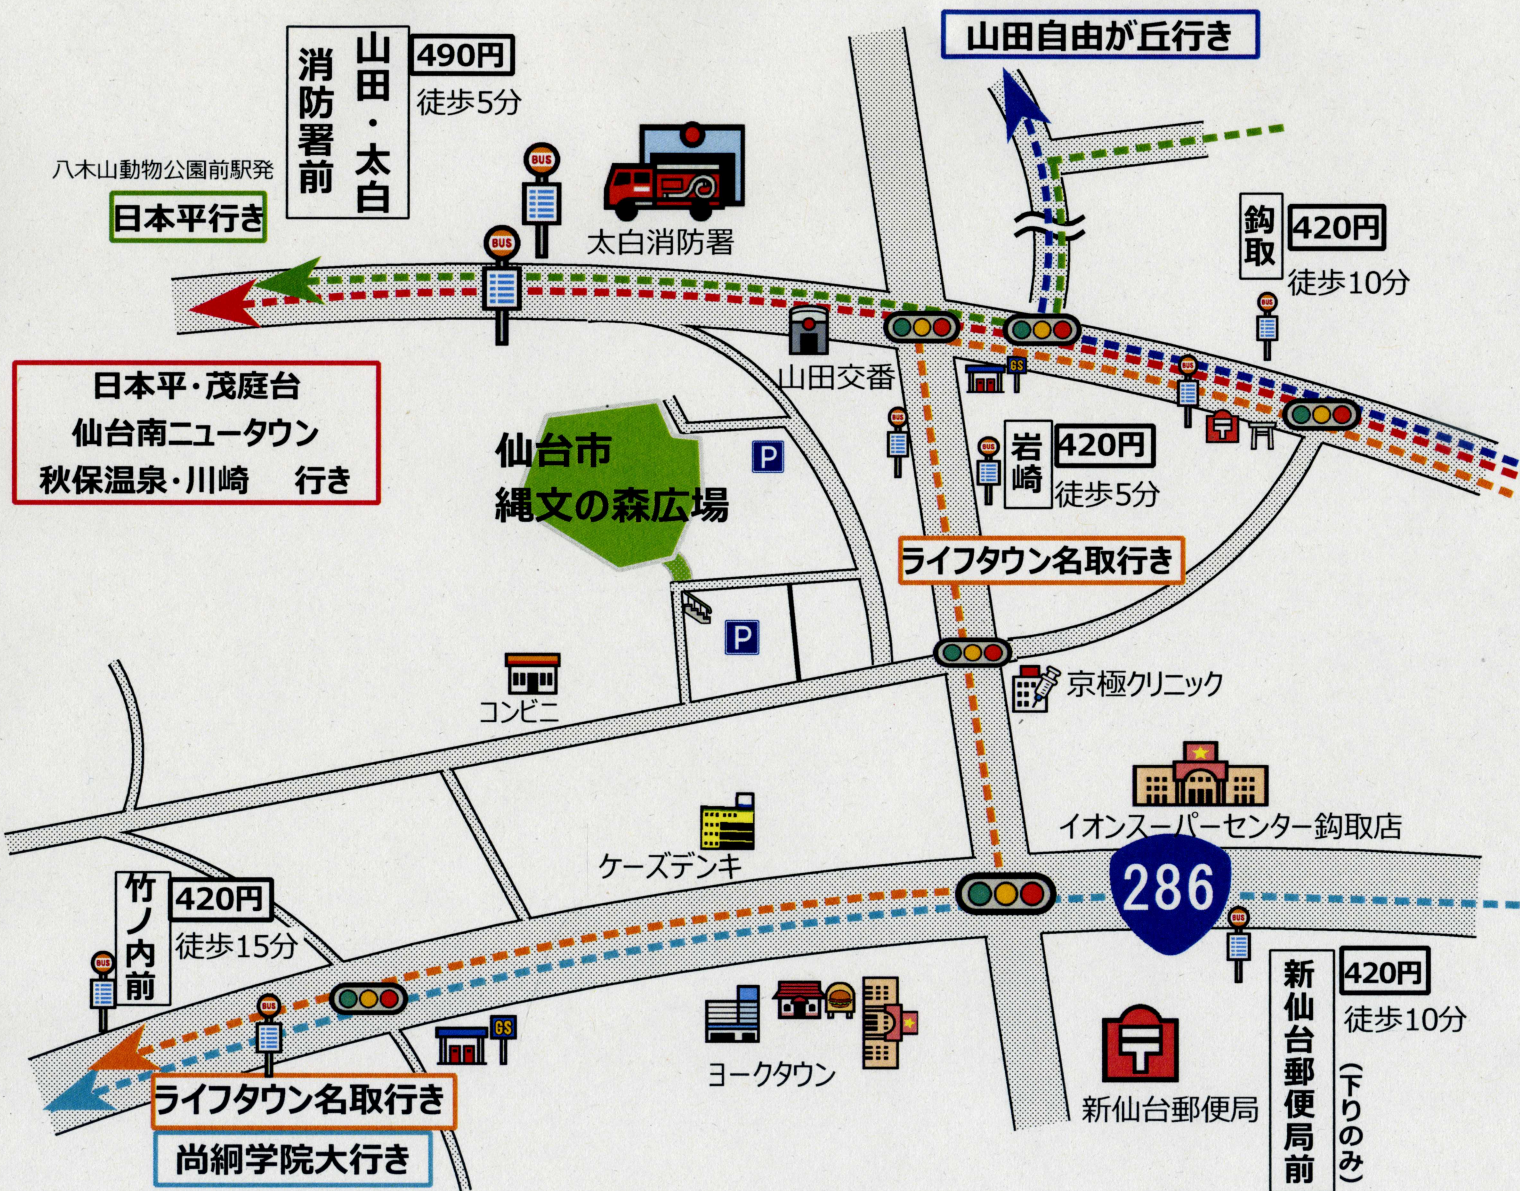 山田自由が丘行き
山田・太白
消防署前
490円
徒歩5分
BUS
BUS
八木山動物公園前駅発
日本平行き
太白消防署
鈎取
420円
徒歩10分
BUS
BUS
日本平・茂庭台
仙台南ニュータウン
秋保温泉・川崎 行き
山田交番
GS
BUS
BUS
岩崎
420円
徒歩5分
仙台市
縄文の森広場
P
P
ライフタウン名取行き
コンビニ
京極クリニック
イオンスーパーセンター鈎取店
ケーズデンキ
286
竹ノ内前
420円
徒歩15分
BUS
BUS
BUS
新仙台郵便局前
(下りのみ)
420円
徒歩10分
GS
ヨークタウン
新仙台郵便局
ライフタウン名取行き
尚絅学院大行き